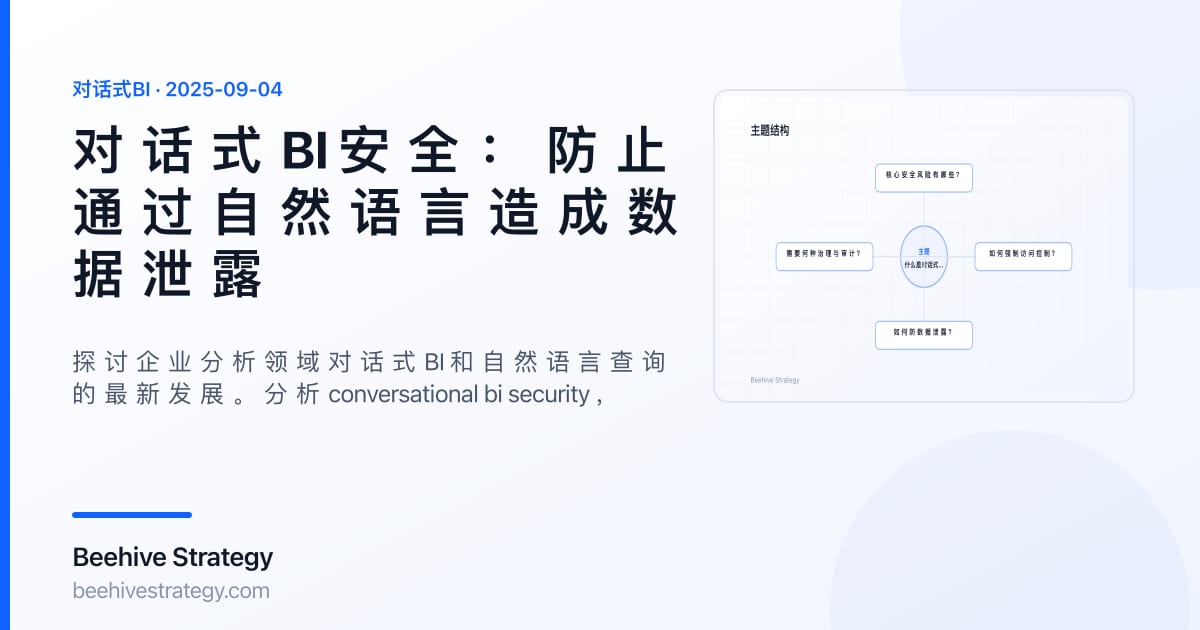 对话式BI · 2025-09-04
对话式BI安全：防止
通过自然语言造成数
据泄露
探讨企业分析领域对话式BI和自然语言查询
的最新发展。分析 conversational bi security ,
Beehive Strategy
beehivestrategy.com
主题结构
核心安全风险有哪些？
需要何种治理与审计？
主题
什么是对话式...
如何强制访问控制？
如何防数据泄露？
Beehive Strategy